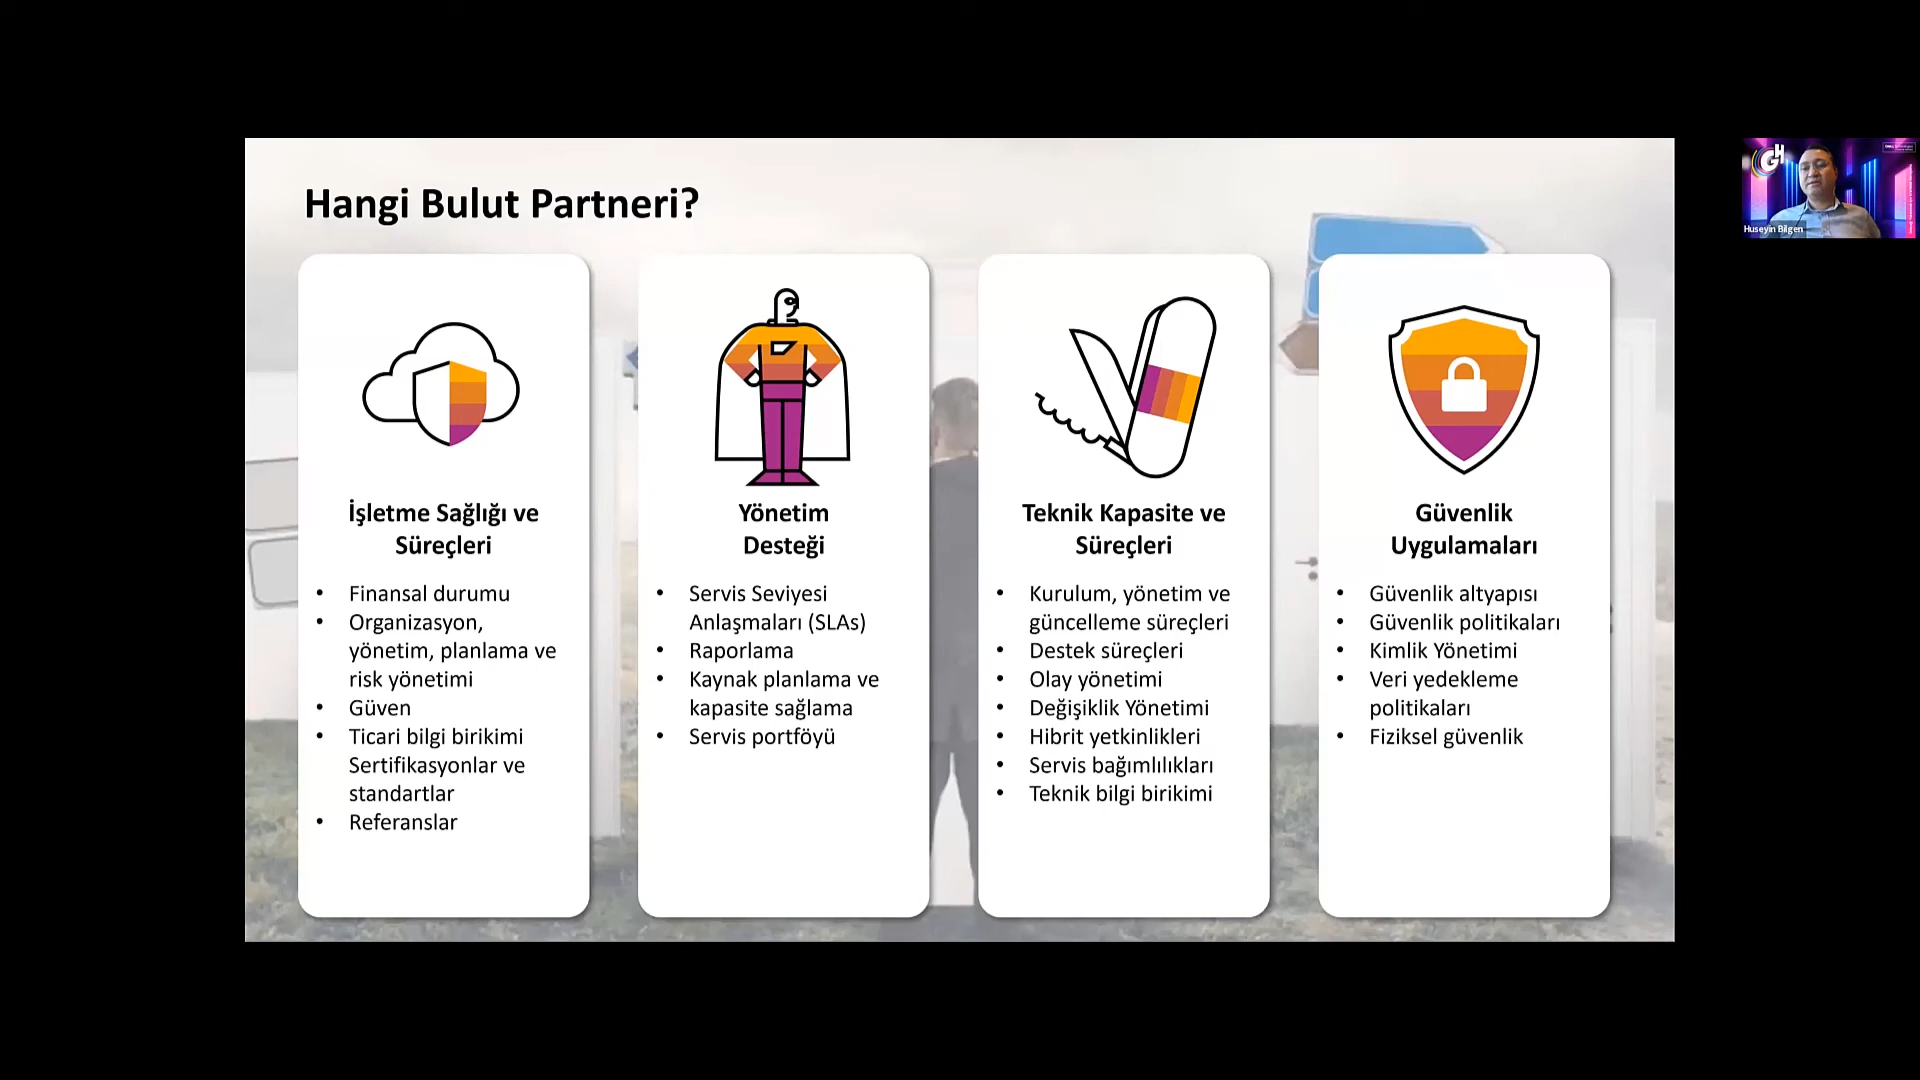 Hangi Bulut Partneri?
İşletme Sağlığı ve
Süreçleri
• Finansal durumu
• Organizasyon,
yönetim, planlama ve
risk yönetimi
• Güven
• Ticari bilgi birikimi
Sertifikasyonlar ve
standartlar
• Referanslar
Yönetim
Desteği
• Servis Seviyesi
Anlaşmaları (SLAs)
• Raporlama
• Kaynak planlama ve
kapasite sağlama
• Servis portföyü
Teknik Kapasite ve
Süreçleri
• Kurulum, yönetim ve
güncelleme süreçleri
• Destek süreçleri
• Olay yönetimi
• Değişiklik Yönetimi
• Hibrit yetkinlikleri
• Servis bağımlılıkları
• Teknik bilgi birikimi
Güvenlik
Uygulamaları
• Güvenlik altyapısı
• Güvenlik politikaları
• Kimlik Yönetimi
• Veri yedekleme
politikaları
• Fiziksel güvenlik
GH
Huseyin Bilgen